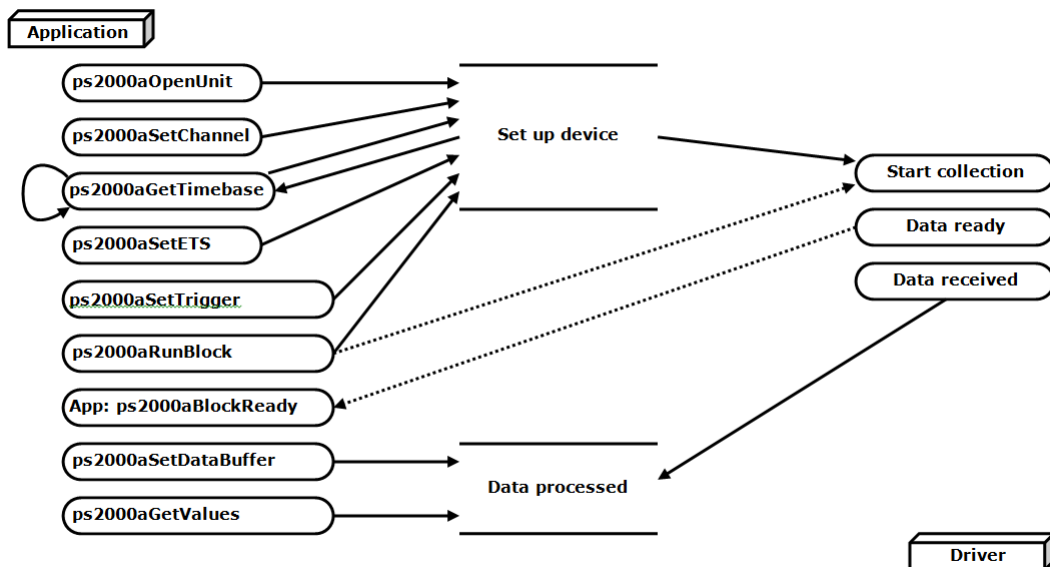 Application
ps2000aOpenUnit
ps2000aSetChannel
Set up device
ps2000aGetTimebase
Start collection
ps2000aSetETS
Data ready
ps2000aSetTrigger
Data received
ps2000aRunBlock
App: ps2000aBlockReady
ps2000aSetDataBuffer
Data processed
ps2000aGetValues
Driver